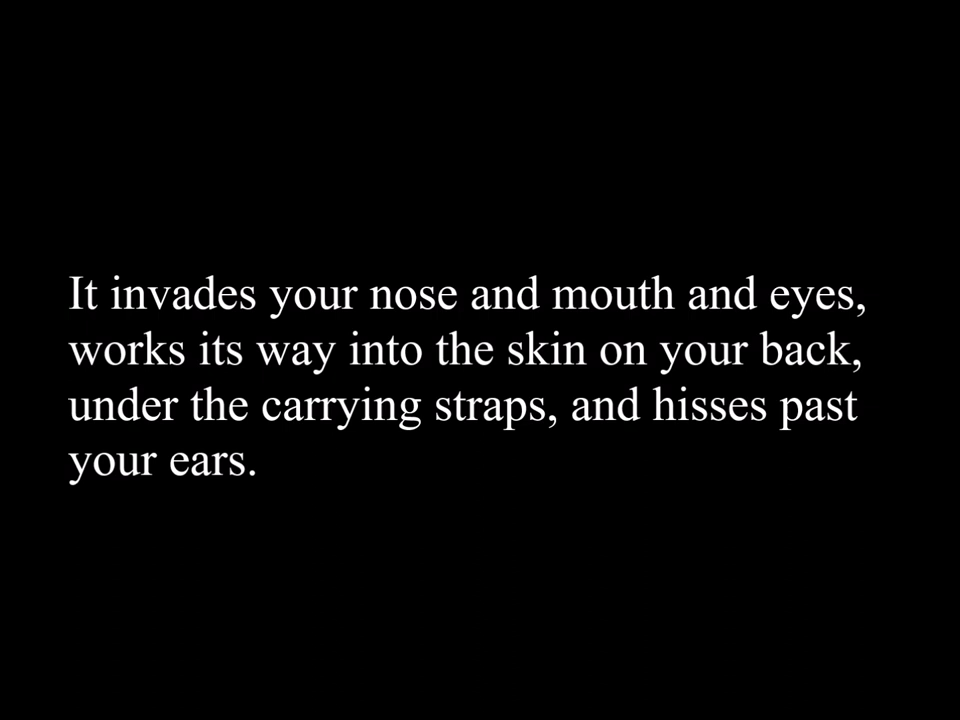 It invades your nose and mouth and eyes,
works its way into the skin on your back,
under the carrying straps, and hisses past
your ears.